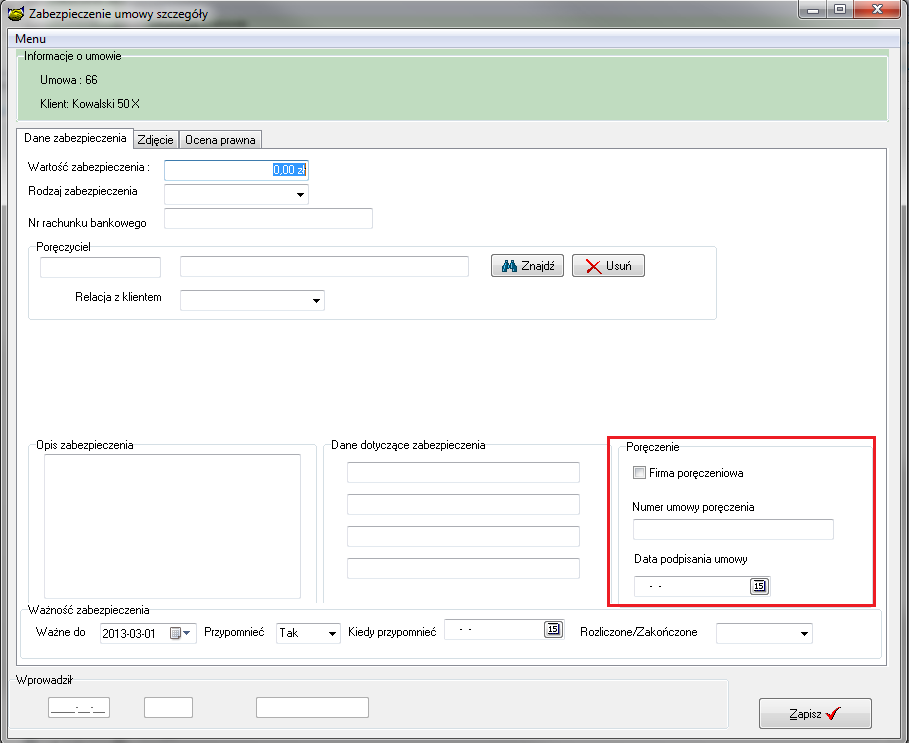 Zabezpieczenie umowy szczegóły
Menu
Informacje o umowie
Umowa : 66
Klient: Kowalski 50 X
Dane zabezpieczenia Zdjęcie Ocena prawna
Wartość zabezpieczenia : 0,00 zł
Rodzaj zabezpieczenia
Nr rachunku bankowego
Poręczyciel
Znajdź Usuń
Relacja z klientem
Opis zabezpieczenia Dane dotyczące zabezpieczenia Poręczenie
Firma poręczeniowa
Numer umowy poręczenia
Data podpisania umowy
- - 15
Ważność zabezpieczenia
Ważne do 2013-03-01 Przypomnieć Tak Kiedy przypomnieć - - 15 Rozliczone/Zakończone
Wprowadził
____-__-__
Zapisz